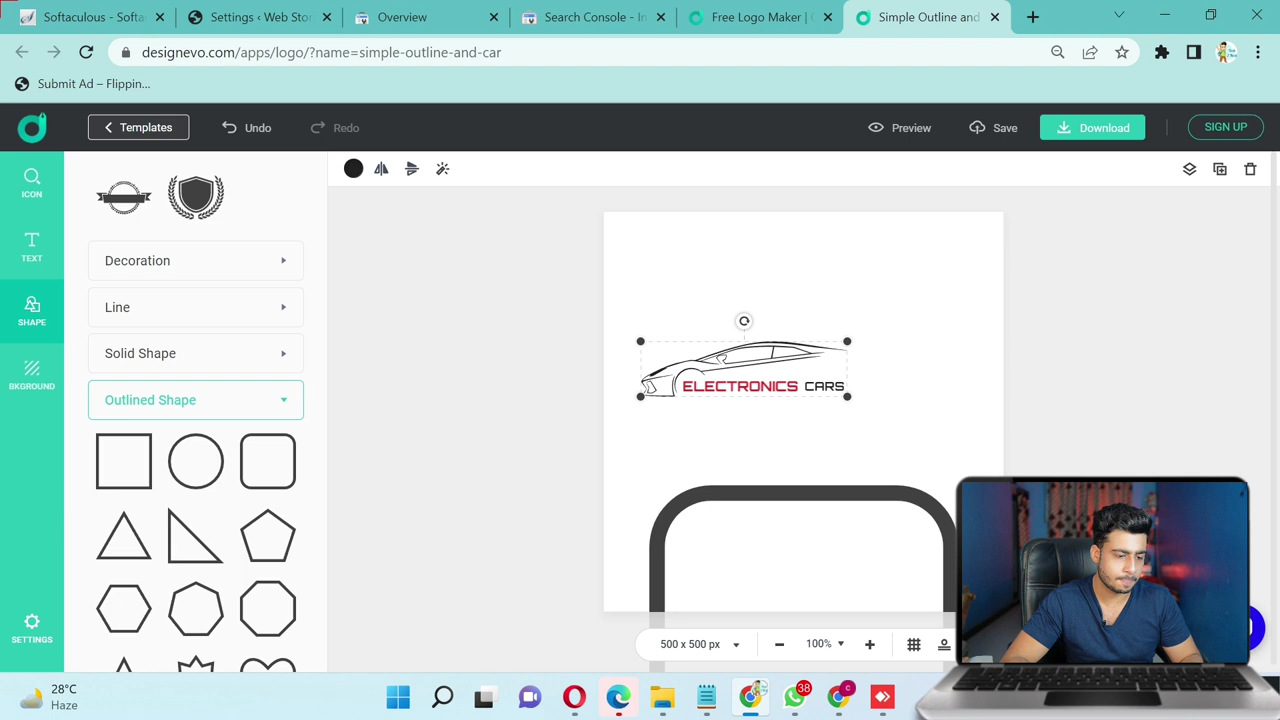 Softaculous - Softa
Settings ‹ Web Stor
Overview
Search Console - In
Free Logo Maker | C
Simple Outline and
designevo.com/apps/logo/?name=simple-outline-and-car
Submit Ad – Flippin...
Templates
Undo
Redo
Preview
Save
Download
SIGN UP
ICON
TEXT
SHAPE
BKGROUND
SETTINGS
Decoration
Line
Solid Shape
Outlined Shape
ELECTRONICS CARS
500 x 500 px
100%
28°C
Haze
38
c